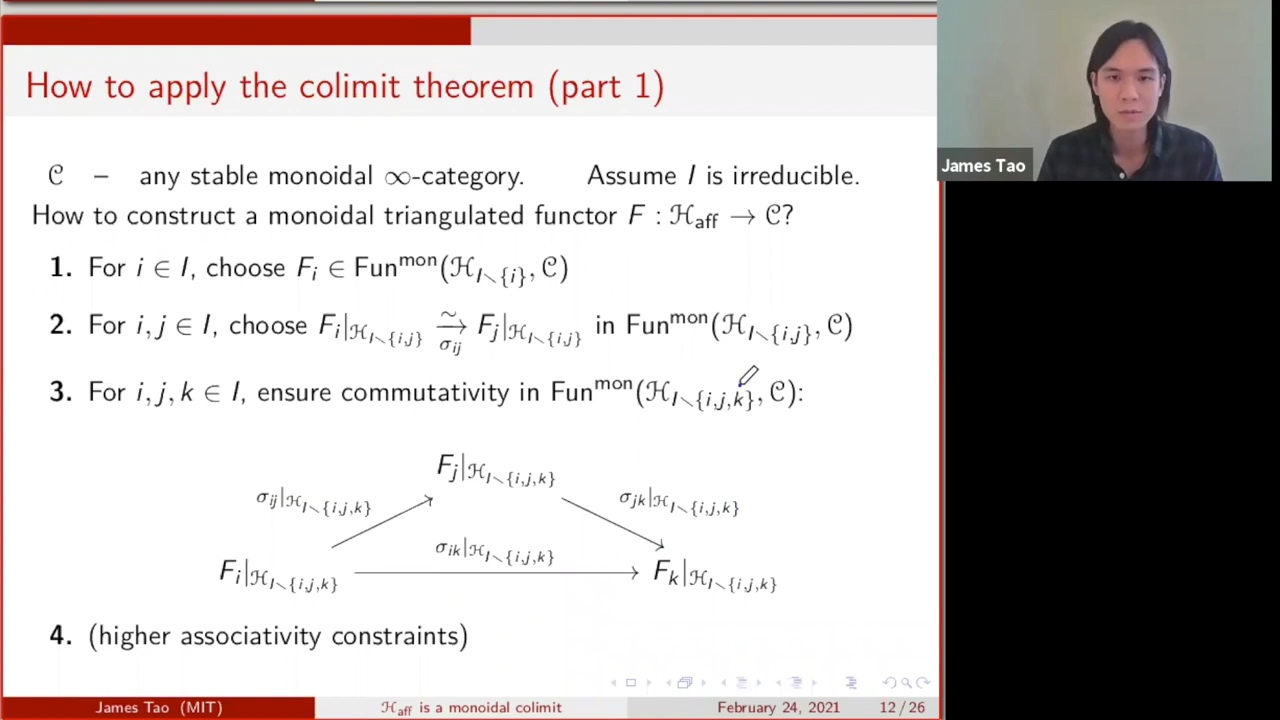 How to apply the colimit theorem (part 1)
𝒞 – any stable monoidal ∞-category. Assume I is irreducible.
How to construct a monoidal triangulated functor F : ℋ_aff → 𝒞?
1. For i ∈ I, choose F_i ∈ Fun^mon(ℋ_{I∖{i}}, 𝒞)
2. For i, j ∈ I, choose F_i|_{ℋ_{I∖{i,j}}} ∼→_{σ_ij} F_j|_{ℋ_{I∖{i,j}}} in Fun^mon(ℋ_{I∖{i,j}}, 𝒞)
3. For i, j, k ∈ I, ensure commutativity in Fun^mon(ℋ_{I∖{i,j,k}}, 𝒞):
F_j|_{ℋ_{I∖{i,j,k}}}
σ_ij|_{ℋ_{I∖{i,j,k}}} σ_jk|_{ℋ_{I∖{i,j,k}}}
σ_ik|_{ℋ_{I∖{i,j,k}}}
F_i|_{ℋ_{I∖{i,j,k}}} F_k|_{ℋ_{I∖{i,j,k}}}
4. (higher associativity constraints)
James Tao (MIT) ℋ_aff is a monoidal colimit February 24, 2021 12 / 26
James Tao